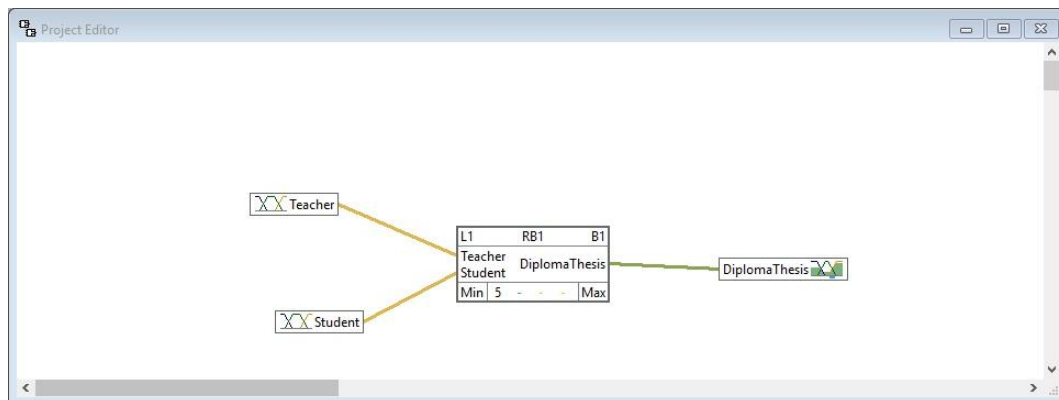 Project Editor
Teacher
L1 RB1 B1
Teacher
Student DiplomaThesis
Min 5 - - - Max
DiplomaThesis
Student